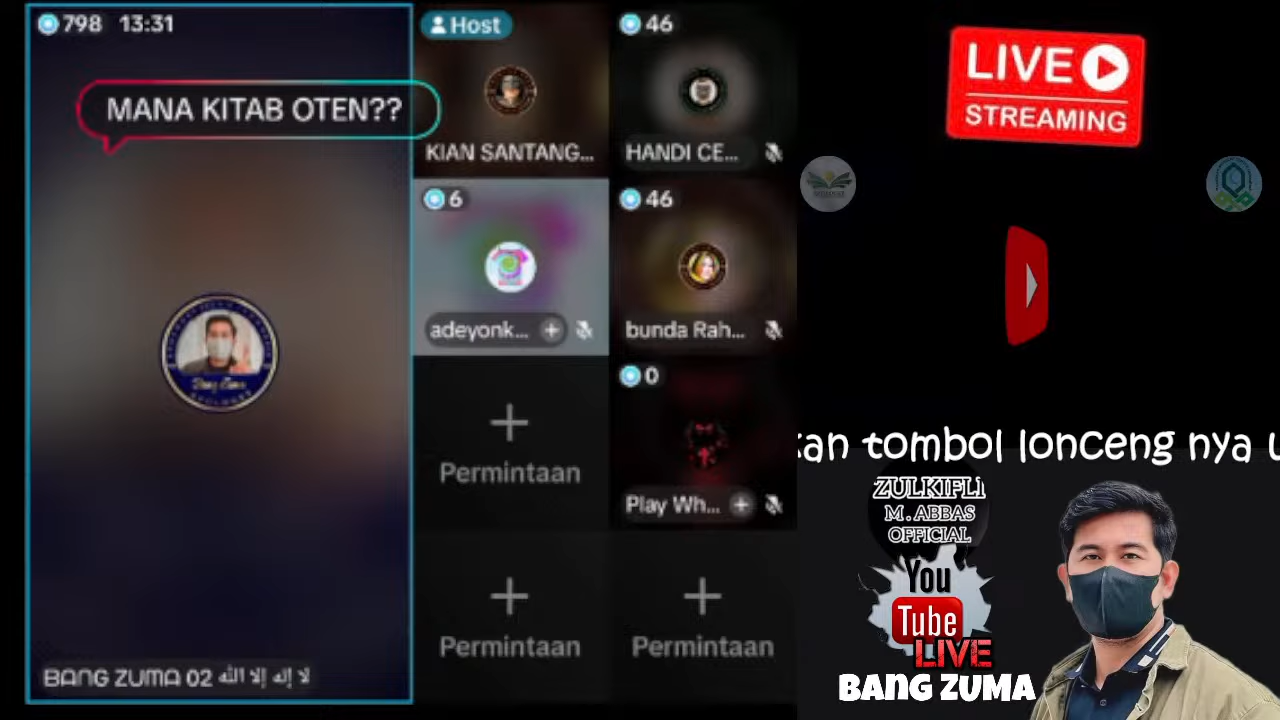 798 13:31
MANA KITAB OTEN??
BANG ZUMA 02 لا إله إلا الله
Host
KIAN SANTANG...
46
HANDI CE...
6
adeyonk...
46
bunda Rah...
Permintaan
0
Play Wh...
Permintaan
Permintaan
LIVE
STREAMING
kan tombol lonceng nya u
ZULKIFLI
M. ABBAS
OFFICIAL
You
Tube
LIVE
BANG ZUMA